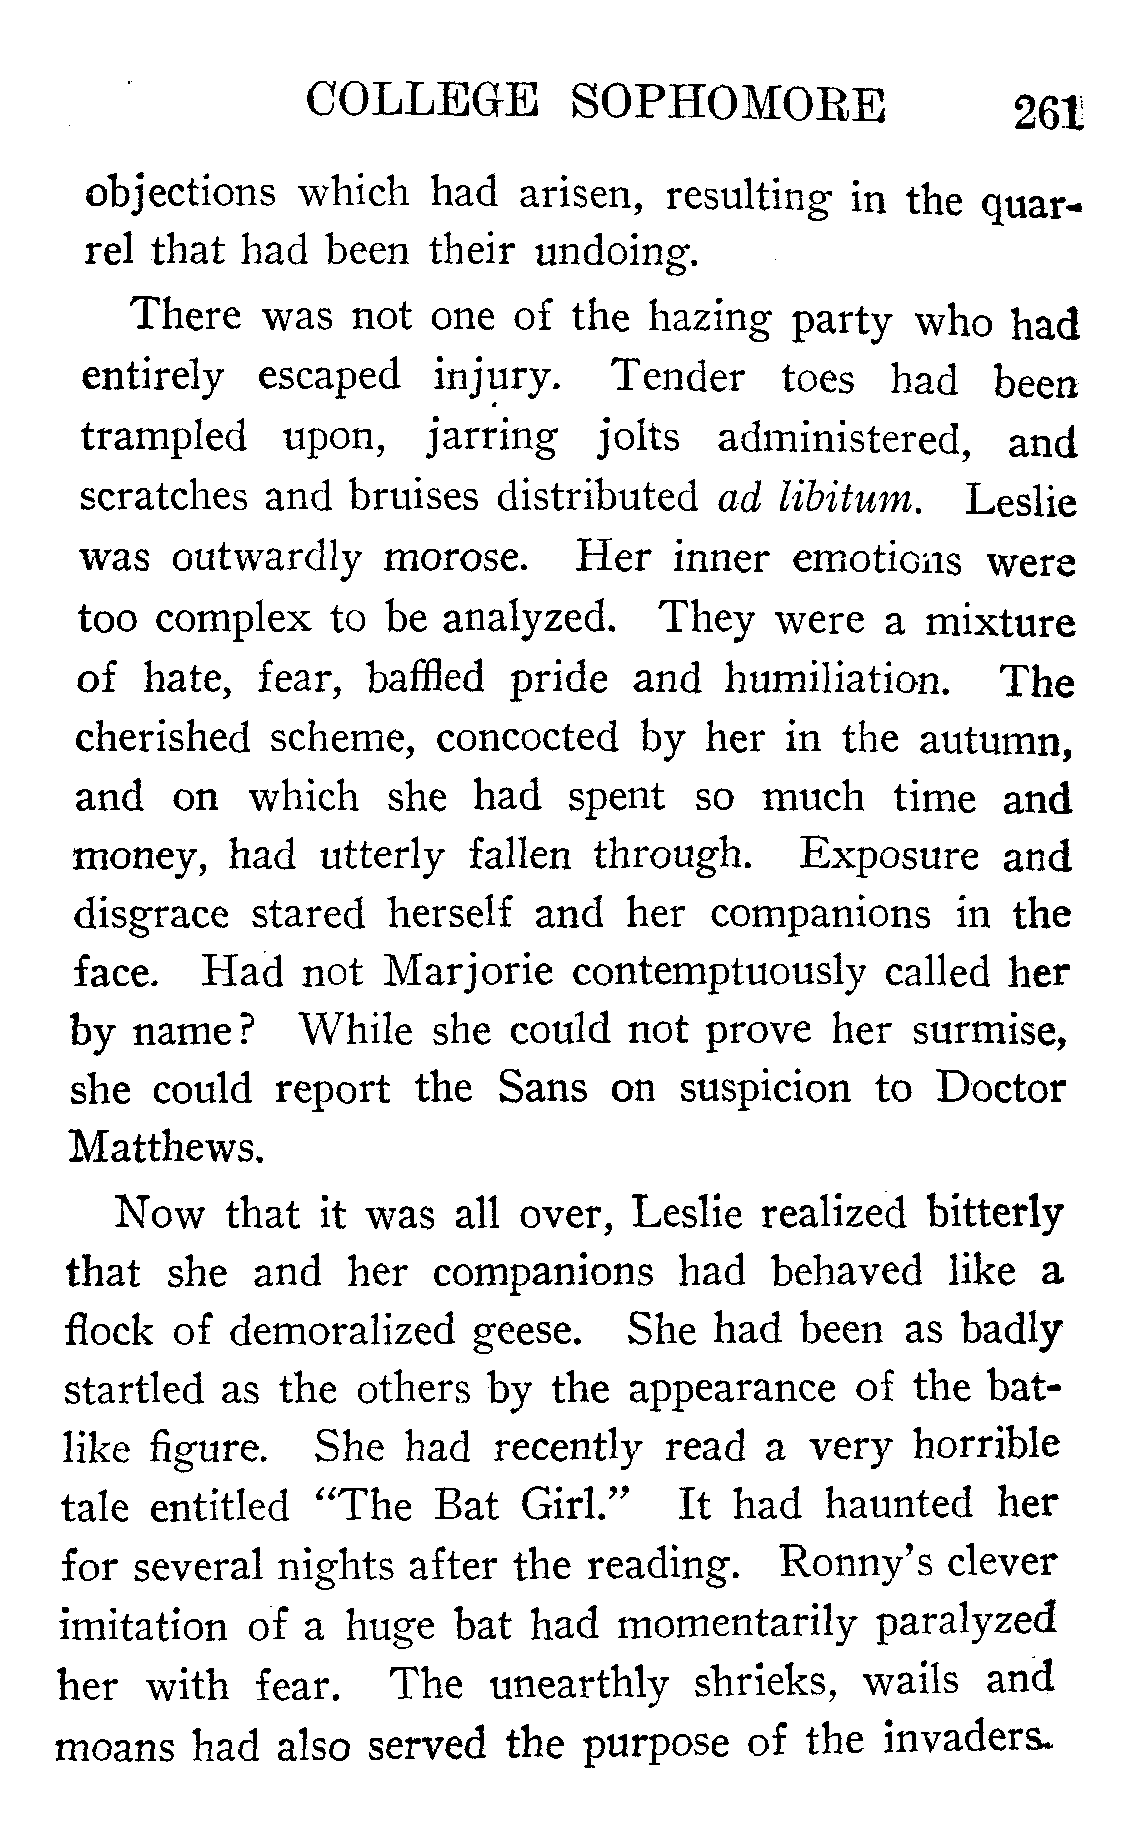 COLLEGE SOPHOMORE 261
objections which had arisen, resulting in the quar-
rel that had been their undoing.
There was not one of the hazing party who had
entirely escaped injury. Tender toes had been
trampled upon, jarring jolts administered, and
scratches and bruises distributed ad libitum. Leslie
was outwardly morose. Her inner emotions were
too complex to be analyzed. They were a mixture
of hate, fear, baffled pride and humiliation. The
cherished scheme, concocted by her in the autumn,
and on which she had spent so much time and
money, had utterly fallen through. Exposure and
disgrace stared herself and her companions in the
face. Had not Marjorie contemptuously called her
by name? While she could not prove her surmise,
she could report the Sans on suspicion to Doctor
Matthews.
Now that it was all over, Leslie realized bitterly
that she and her companions had behaved like a
flock of demoralized geese. She had been as badly
startled as the others by the appearance of the bat-
like figure. She had recently read a very horrible
tale entitled “The Bat Girl.” It had haunted her
for several nights after the reading. Ronny’s clever
imitation of a huge bat had momentarily paralyzed
her with fear. The unearthly shrieks, wails and
moans had also served the purpose of the invaders.